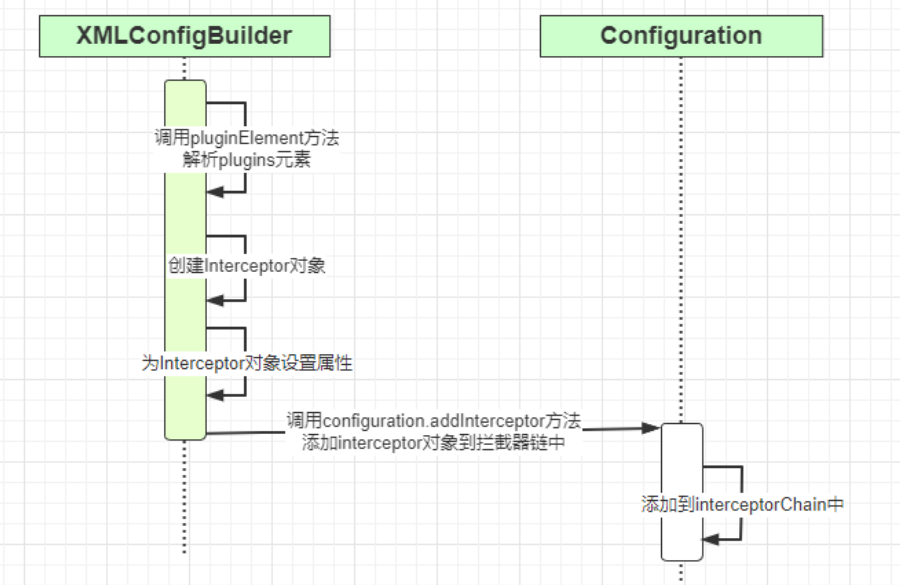 XMLConfigBuilder
Configuration
调用pluginElement方法
解析plugins元素
创建Interceptor对象
为Interceptor对象设置属性
调用configuration.addInterceptor方法
添加interceptor对象到拦截器链中
添加到interceptorChain中